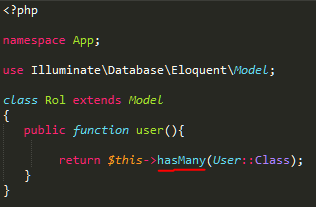 <?php
namespace App;
use Illuminate\Database\Eloquent\Model;
class Rol extends Model
{
public function user(){
return $this->hasMany(User::Class);
}
}